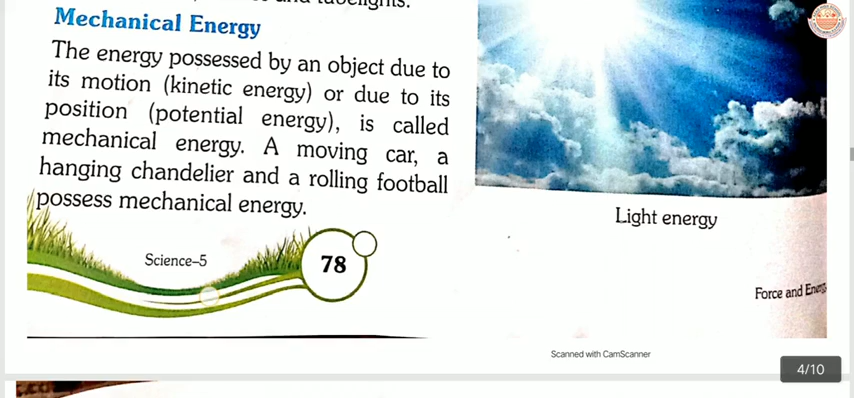 Mechanical Energy
The energy possessed by an object due to
its motion (kinetic energy) or due to its
position (potential energy), is called
mechanical energy. A moving car, a
hanging chandelier and a rolling football
possess mechanical energy.
Light energy
Science–5
78
Force and Energy
Scanned with CamScanner
4/10